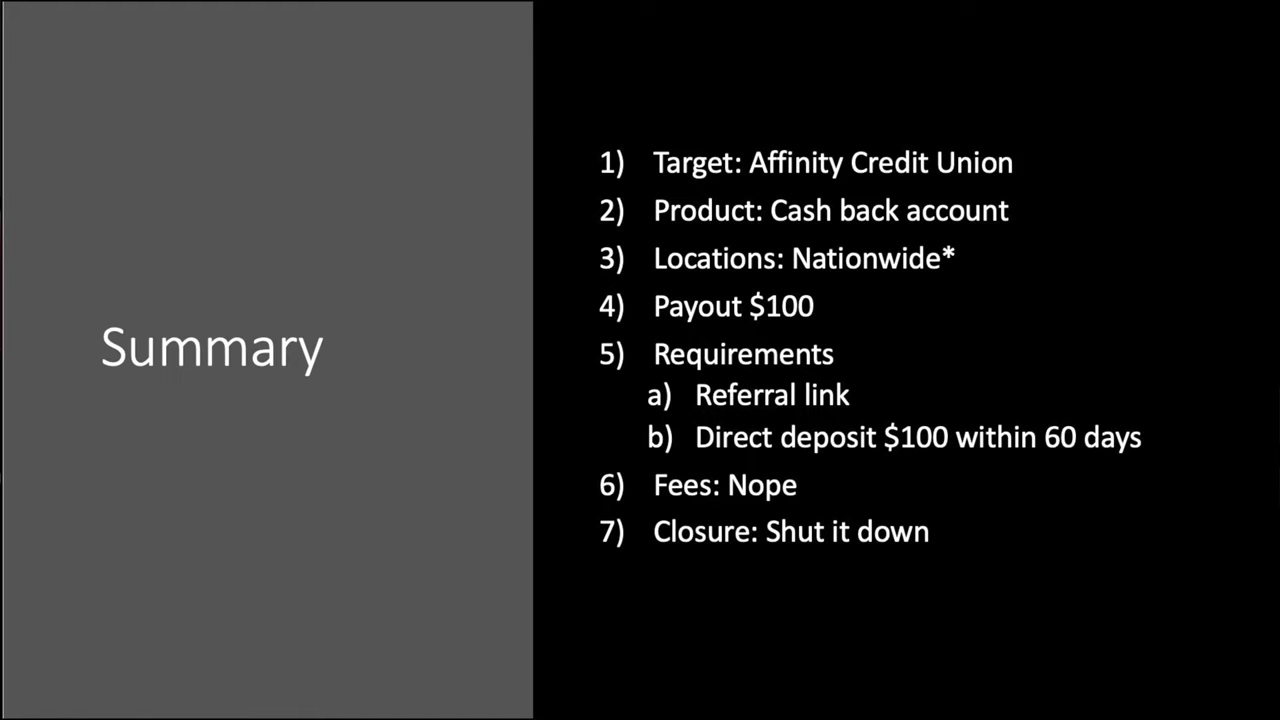 Summary
1) Target: Affinity Credit Union
2) Product: Cash back account
3) Locations: Nationwide*
4) Payout $100
5) Requirements
a) Referral link
b) Direct deposit $100 within 60 days
6) Fees: Nope
7) Closure: Shut it down